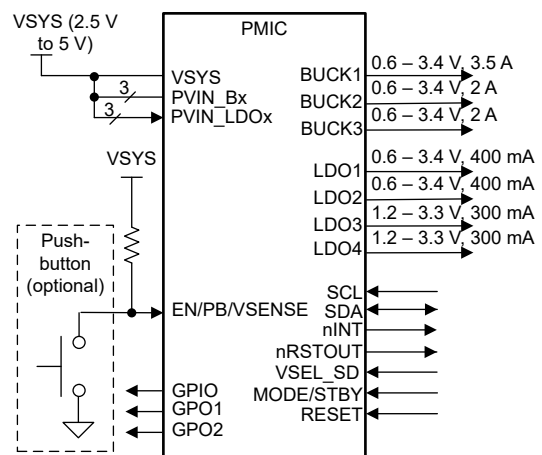 VSYS (2.5 V
to 5 V)
PMIC
VSYS
3
PVIN_Bx
3
PVIN_LDOx
VSYS
Push-
button
(optional)
EN/PB/VSENSE
GPIO
GPO1
GPO2
BUCK1
0.6 – 3.4 V, 3.5 A
BUCK2
0.6 – 3.4 V, 2 A
BUCK3
0.6 – 3.4 V, 2 A
LDO1
0.6 – 3.4 V, 400 mA
LDO2
0.6 – 3.4 V, 400 mA
LDO3
1.2 – 3.3 V, 300 mA
LDO4
1.2 – 3.3 V, 300 mA
SCL
SDA
nINT
nRSTOUT
VSEL_SD
MODE/STBY
RESET